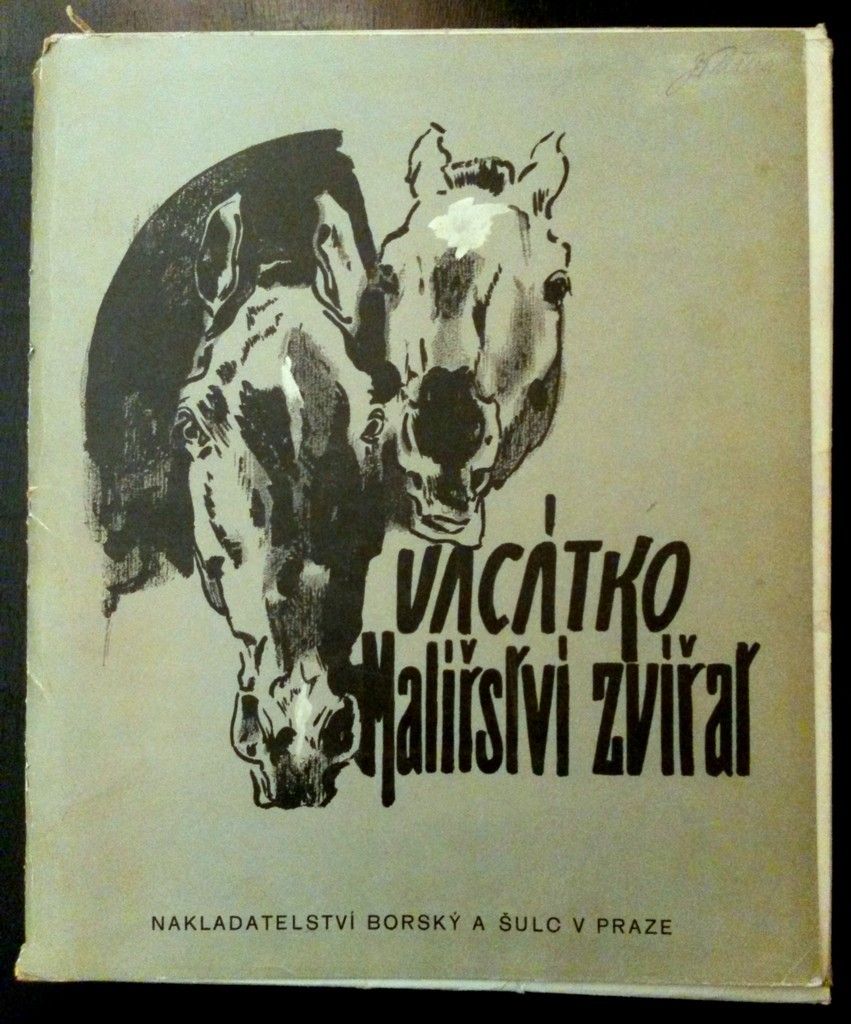 VACÁTKO
Malířství zvířat
NAKLADATELSTVÍ BORSKÝ A ŠULC V PRAZE